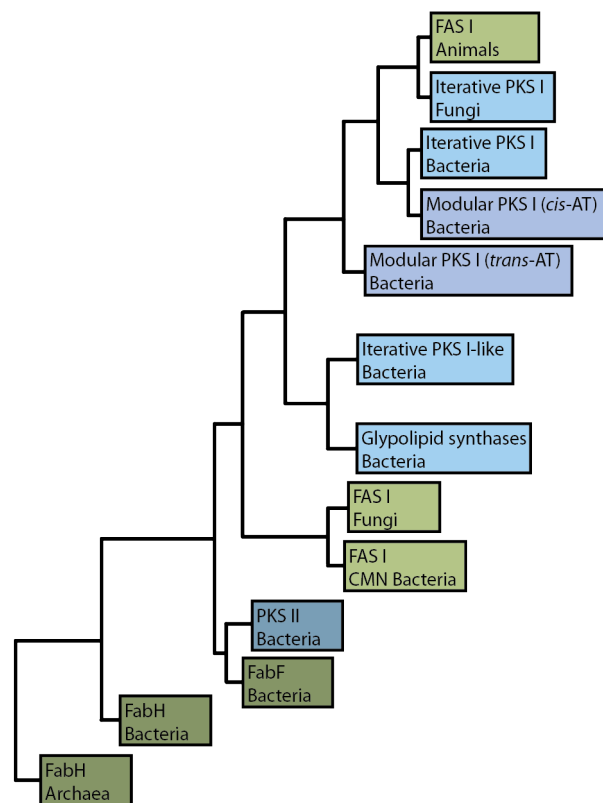 FAS I
Animals
Iterative PKS I
Fungi
Iterative PKS I
Bacteria
Modular PKS I (cis-AT)
Bacteria
Modular PKS I (trans-AT)
Bacteria
Iterative PKS I-like
Bacteria
Glypolipid synthases
Bacteria
FAS I
Fungi
FAS I
CMN Bacteria
PKS II
Bacteria
FabF
Bacteria
FabH
Bacteria
FabH
Archaea